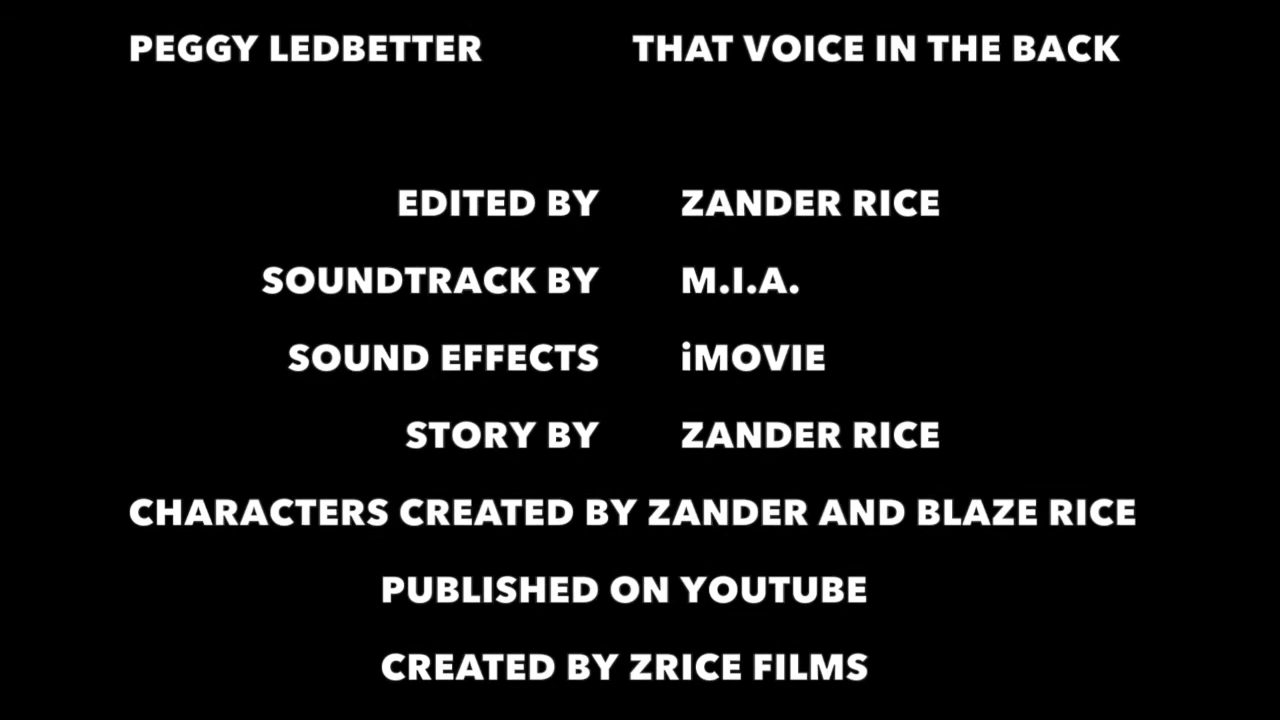 PEGGY LEDBETTER THAT VOICE IN THE BACK
EDITED BY ZANDER RICE
SOUNDTRACK BY M.I.A.
SOUND EFFECTS iMOVIE
STORY BY ZANDER RICE
CHARACTERS CREATED BY ZANDER AND BLAZE RICE
PUBLISHED ON YOUTUBE
CREATED BY ZRICE FILMS